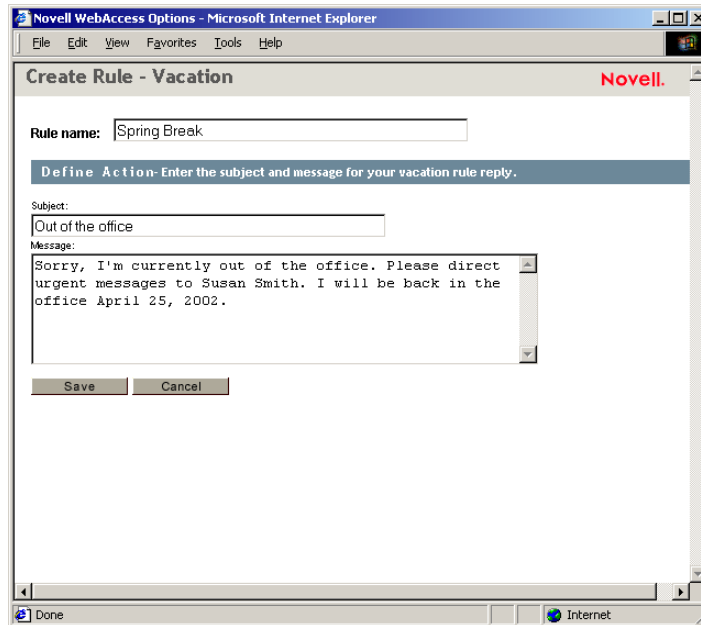 Novell WebAccess Options - Microsoft Internet Explorer
File Edit View Favorites Tools Help
Create Rule - Vacation
Novell.
Rule name: Spring Break
Define Action- Enter the subject and message for your vacation rule reply.
Subject:
Out of the office
Message:
Sorry, I'm currently out of the office. Please direct
urgent messages to Susan Smith. I will be back in the
office April 25, 2002.
Save Cancel
Done Internet